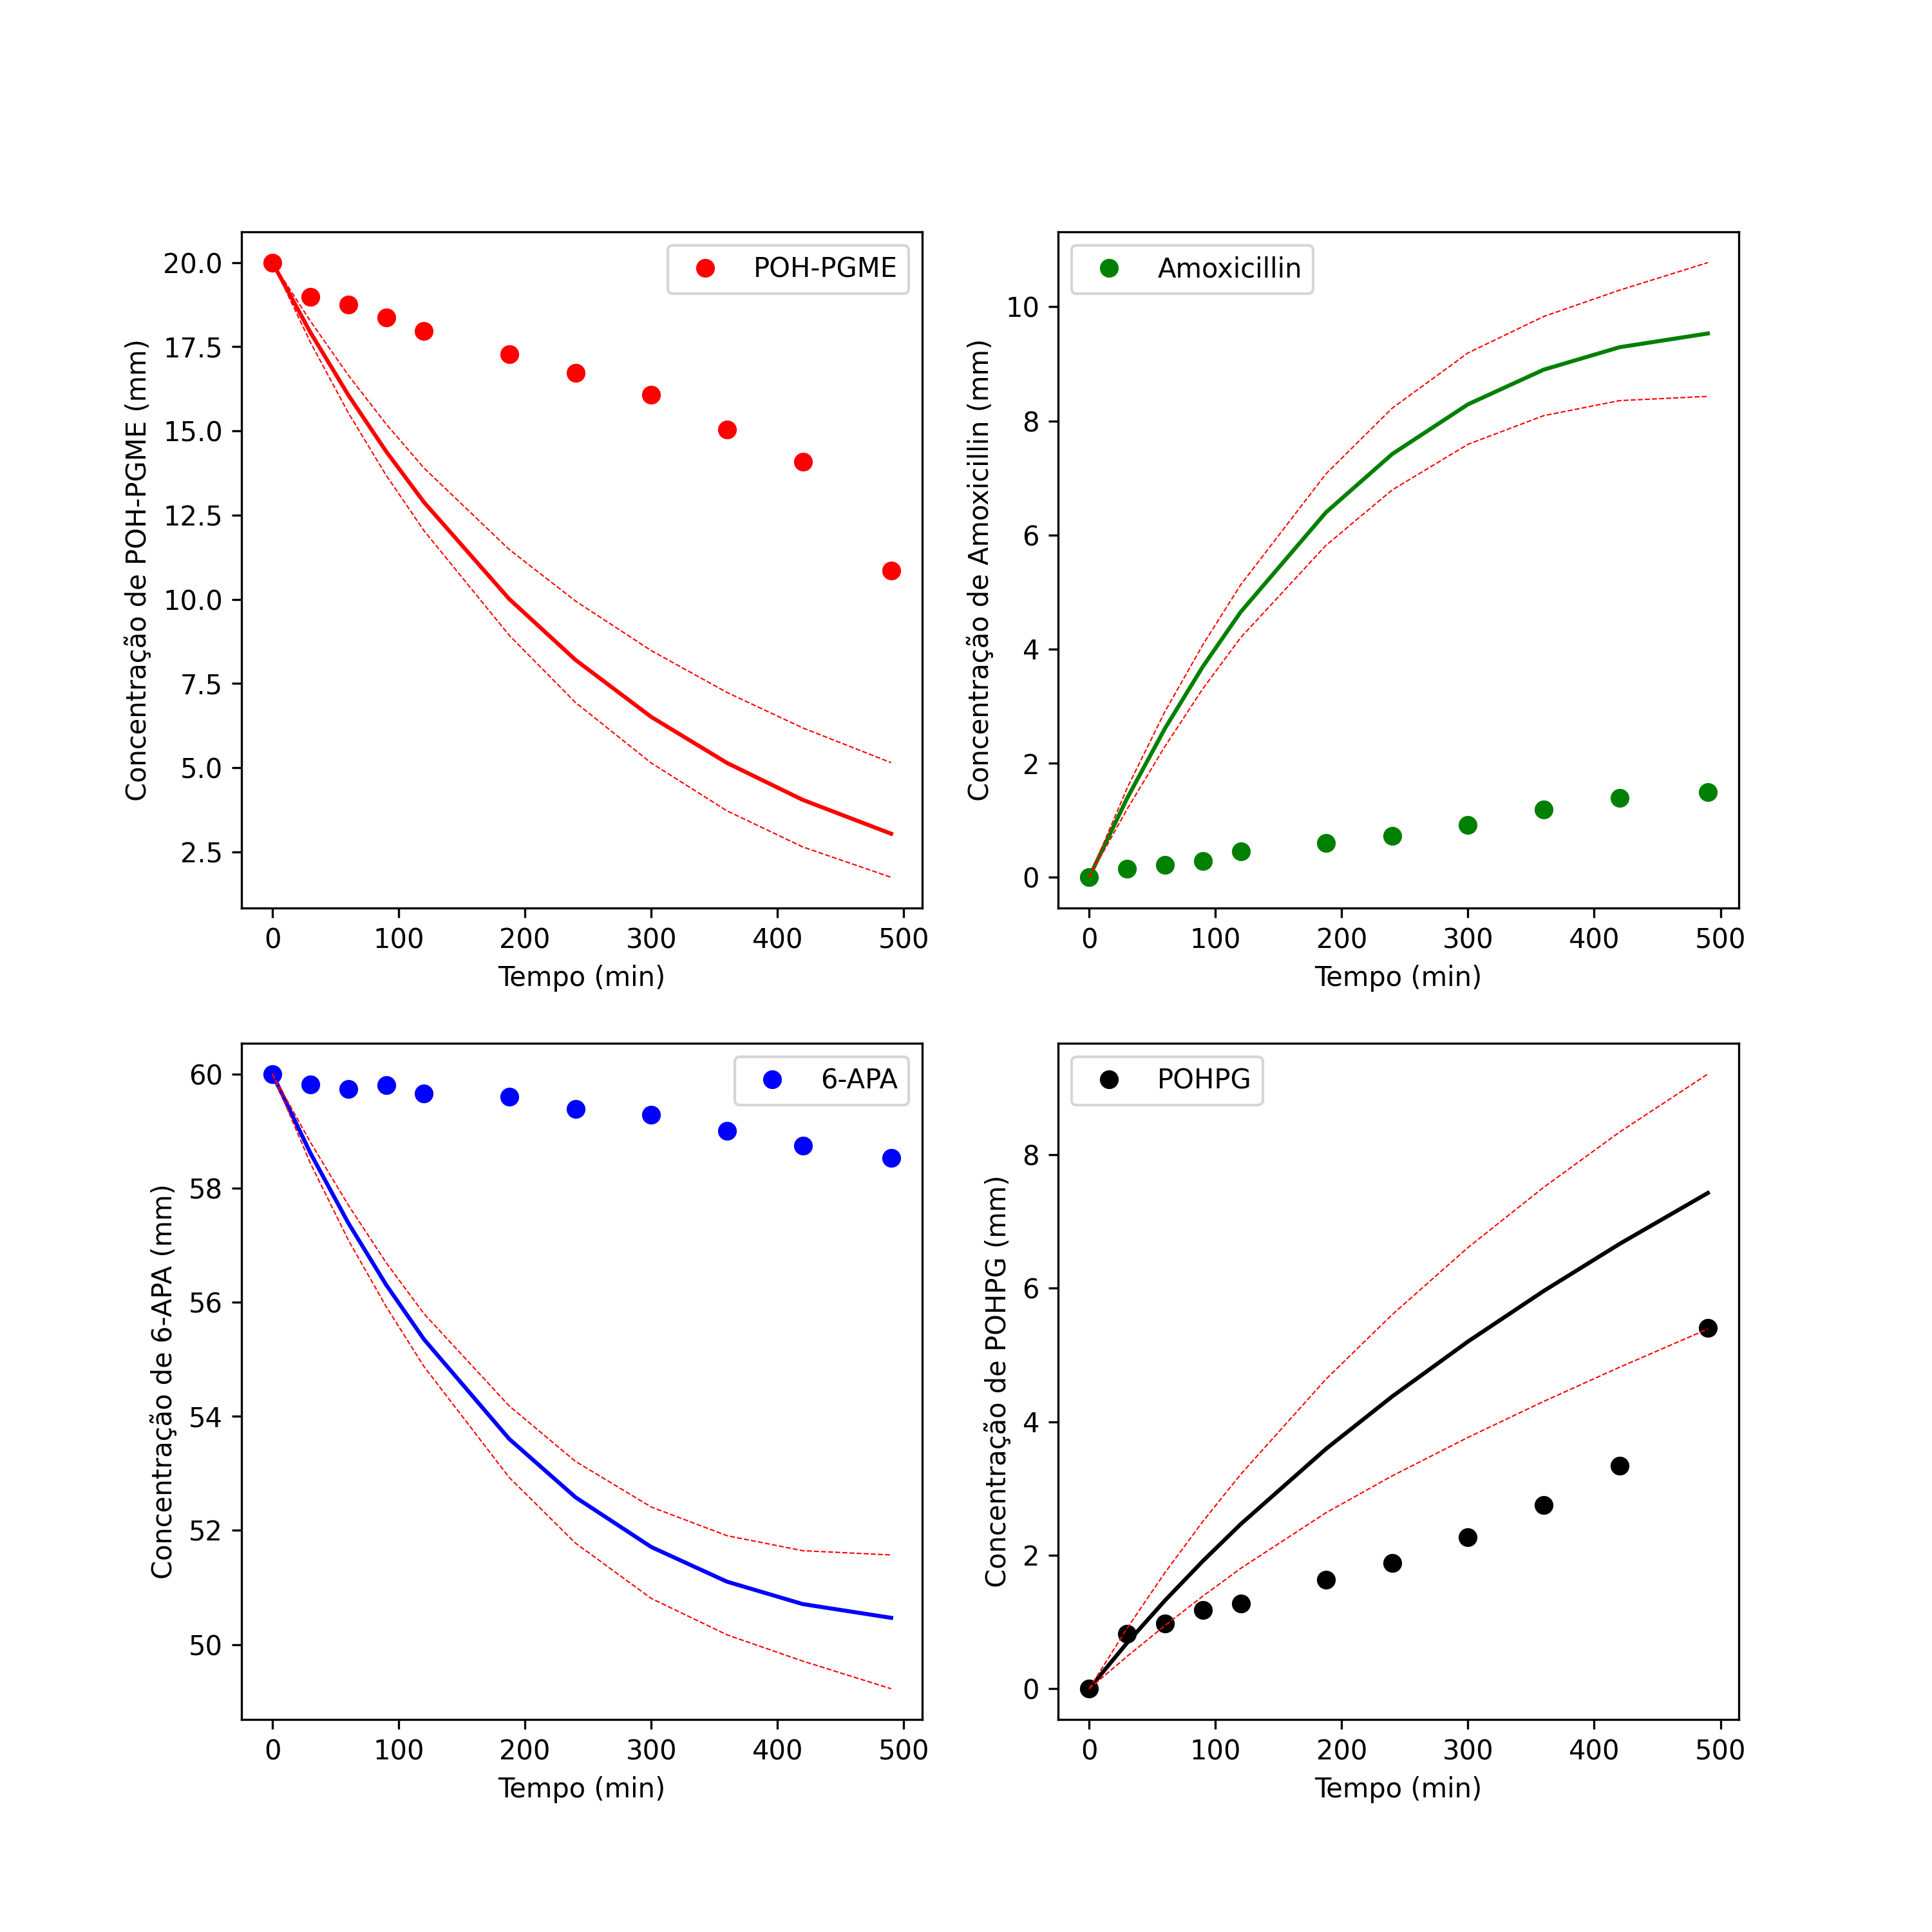 POH-PGME
20.0
17.5
15.0
12.5
10.0
7.5
5.0
2.5
Concentração de POH-PGME (mm)
0 100 200 300 400 500
Tempo (min)
Amoxicillin
10
8
6
4
2
0
Concentração de Amoxicillin (mm)
0 100 200 300 400 500
Tempo (min)
6-APA
60
58
56
54
52
50
Concentração de 6-APA (mm)
0 100 200 300 400 500
Tempo (min)
POHPG
8
6
4
2
0
Concentração de POHPG (mm)
0 100 200 300 400 500
Tempo (min)